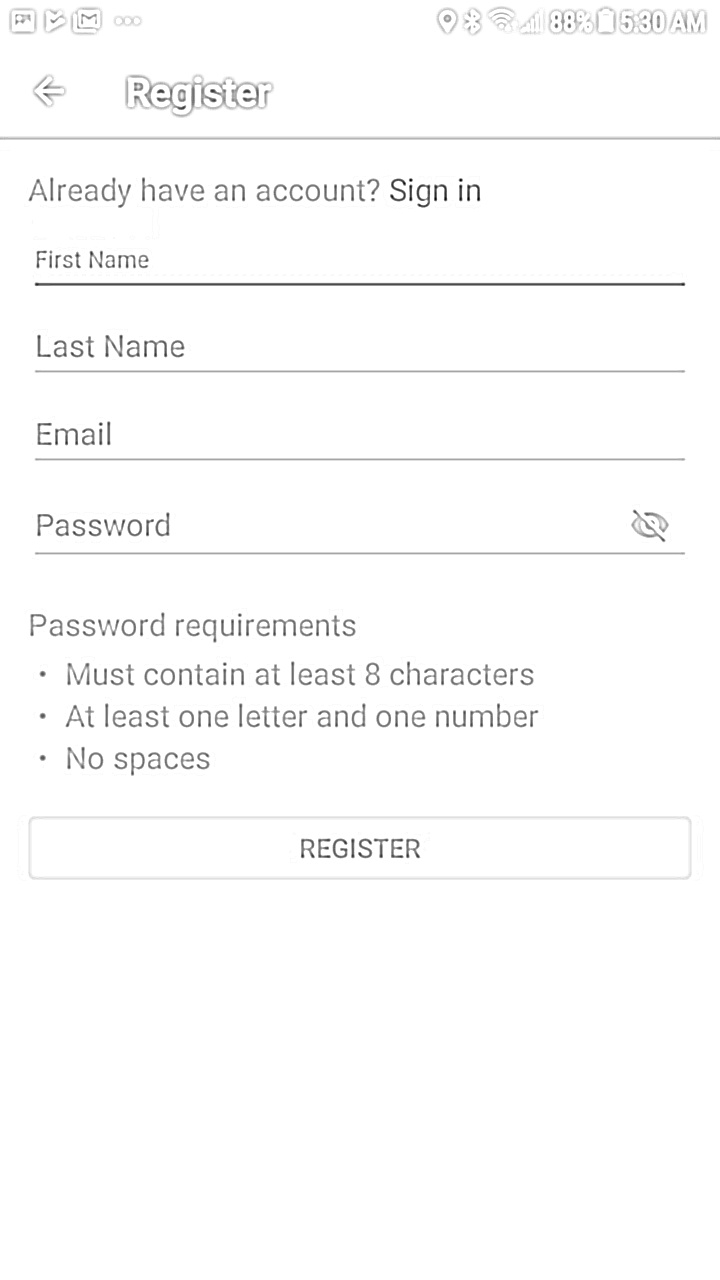 88% 5:30 AM
Register
Already have an account? Sign in
First Name
Last Name
Email
Password
Password requirements
• Must contain at least 8 characters
• At least one letter and one number
• No spaces
REGISTER